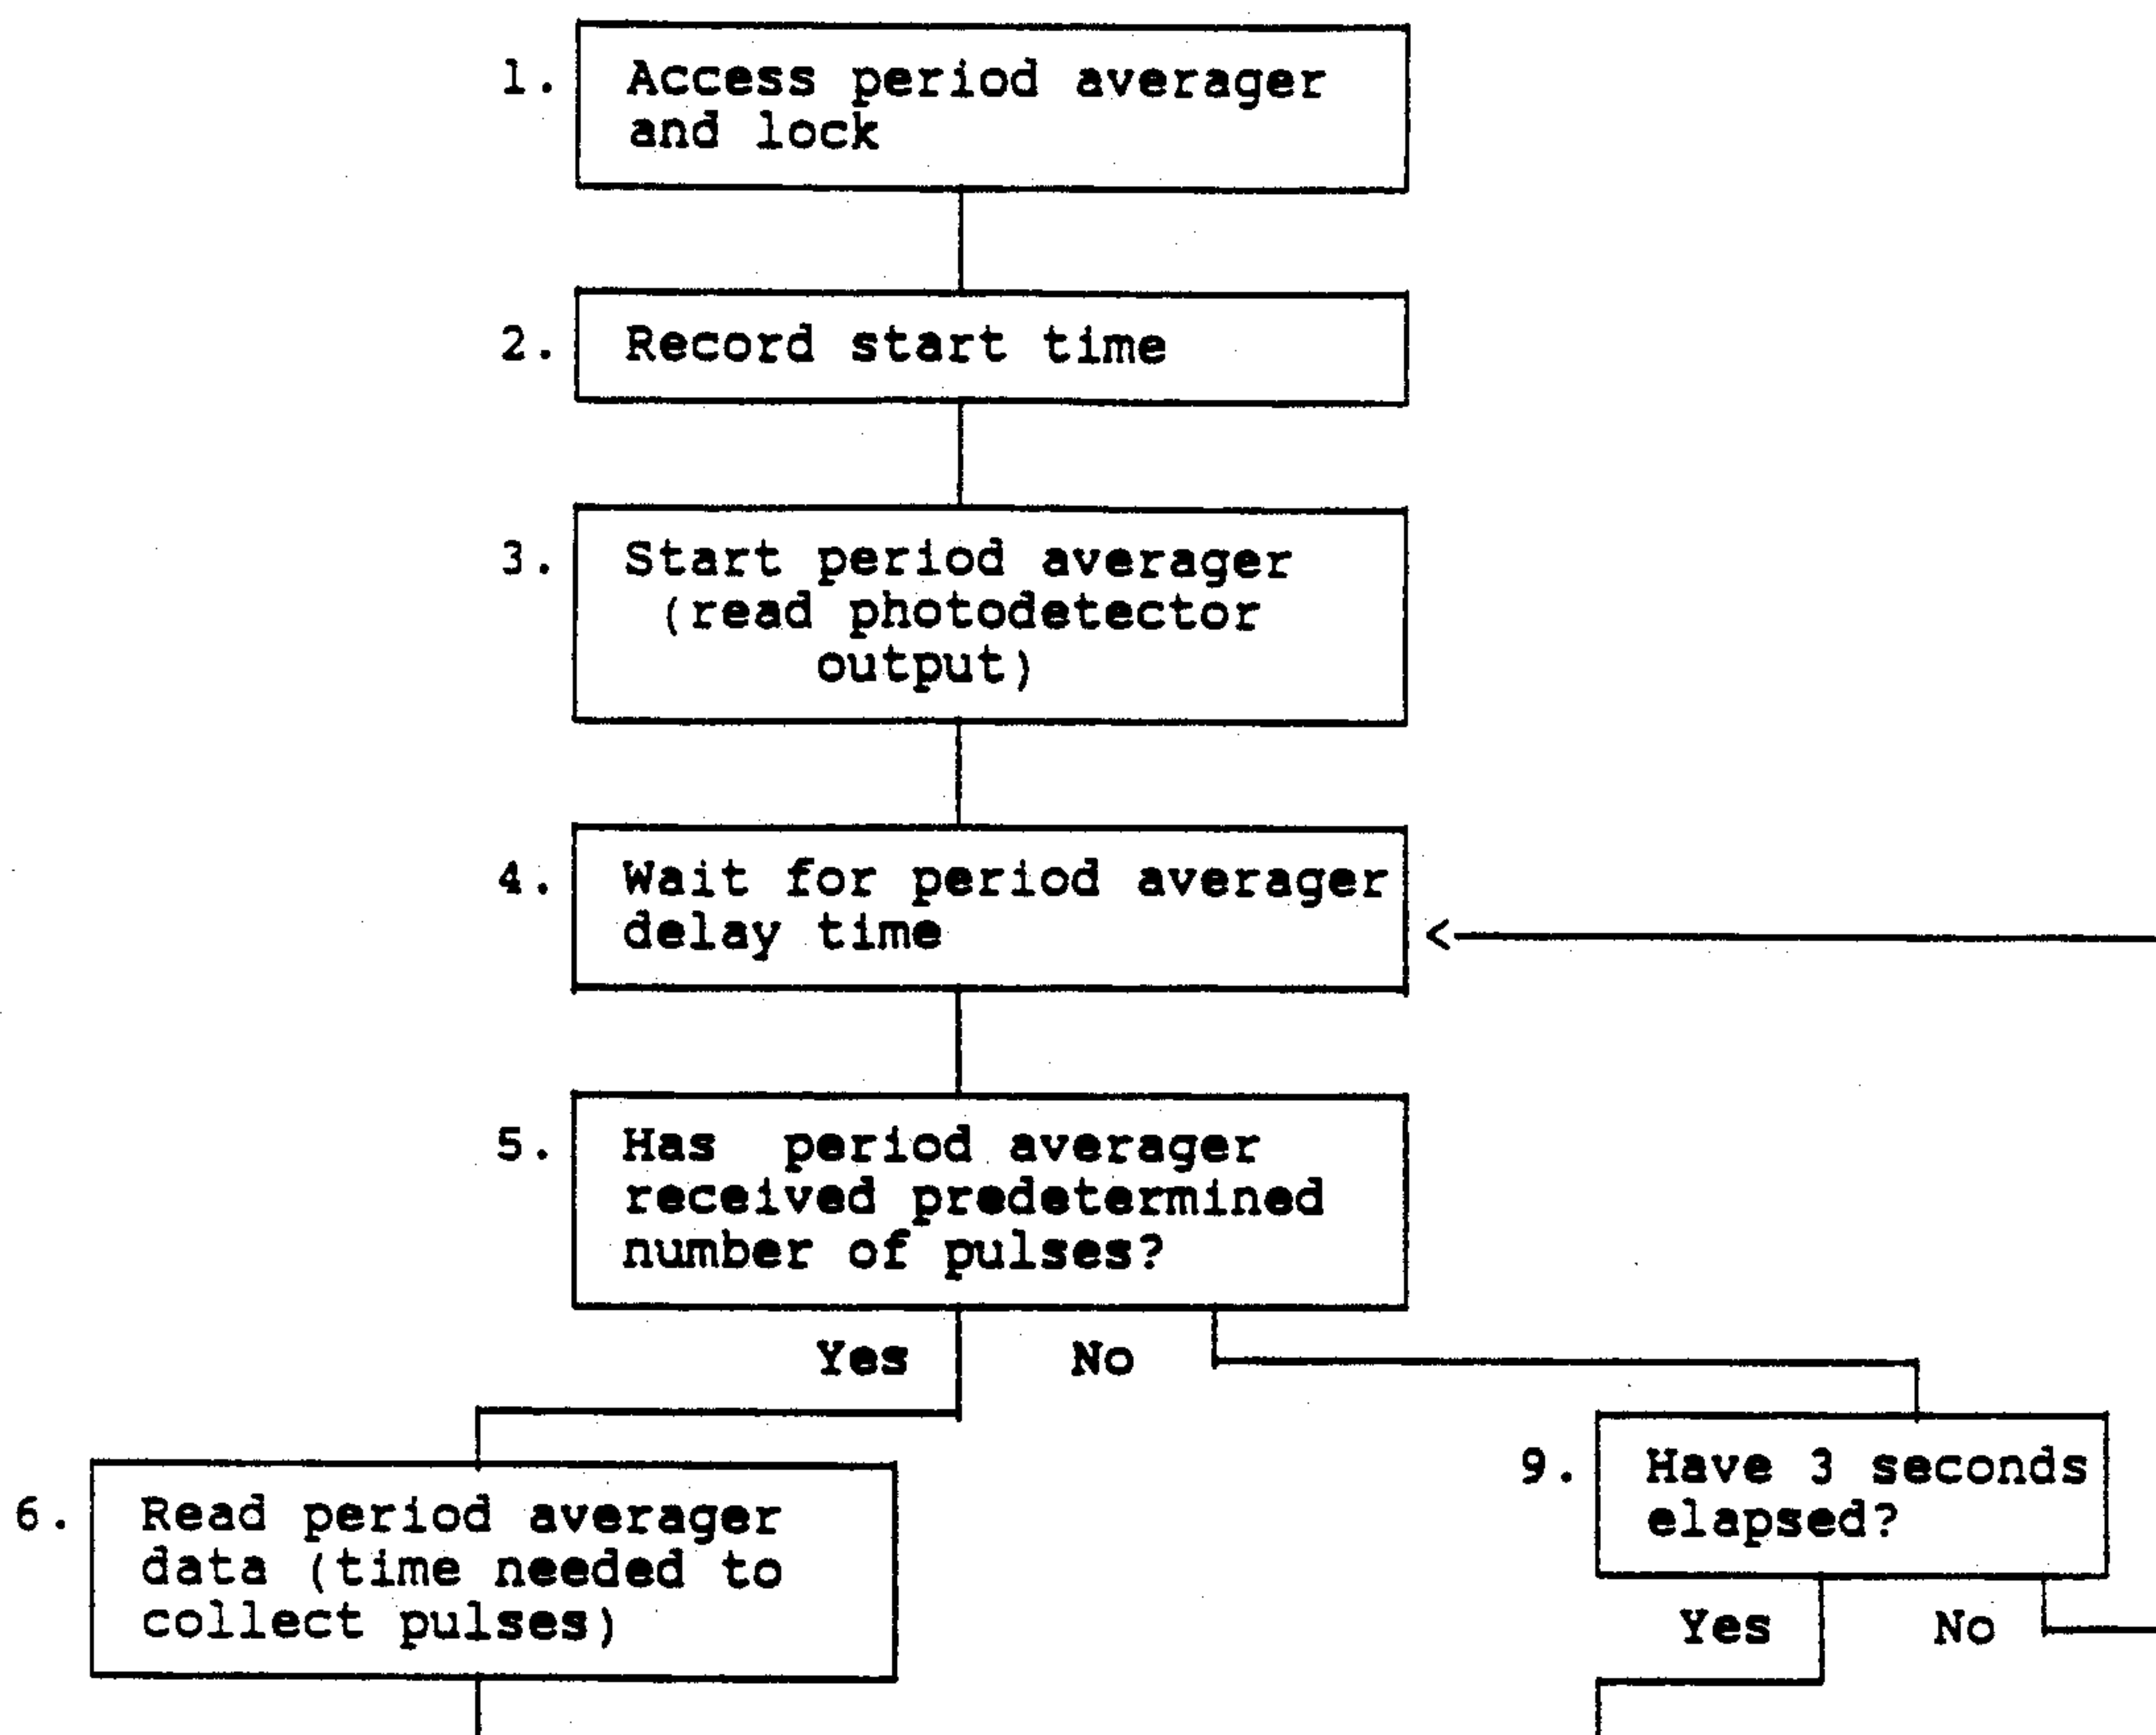 1. Access period averager
and lock
2. Record start time
3. Start period averager
(read photodetector
output)
4. Wait for period averager
delay time
<
5. Has period averager
received predetermined
number of pulses?
Yes No
6. Read period averager
data (time needed to
collect pulses)
9. Have 3 seconds
elapsed?
Yes No